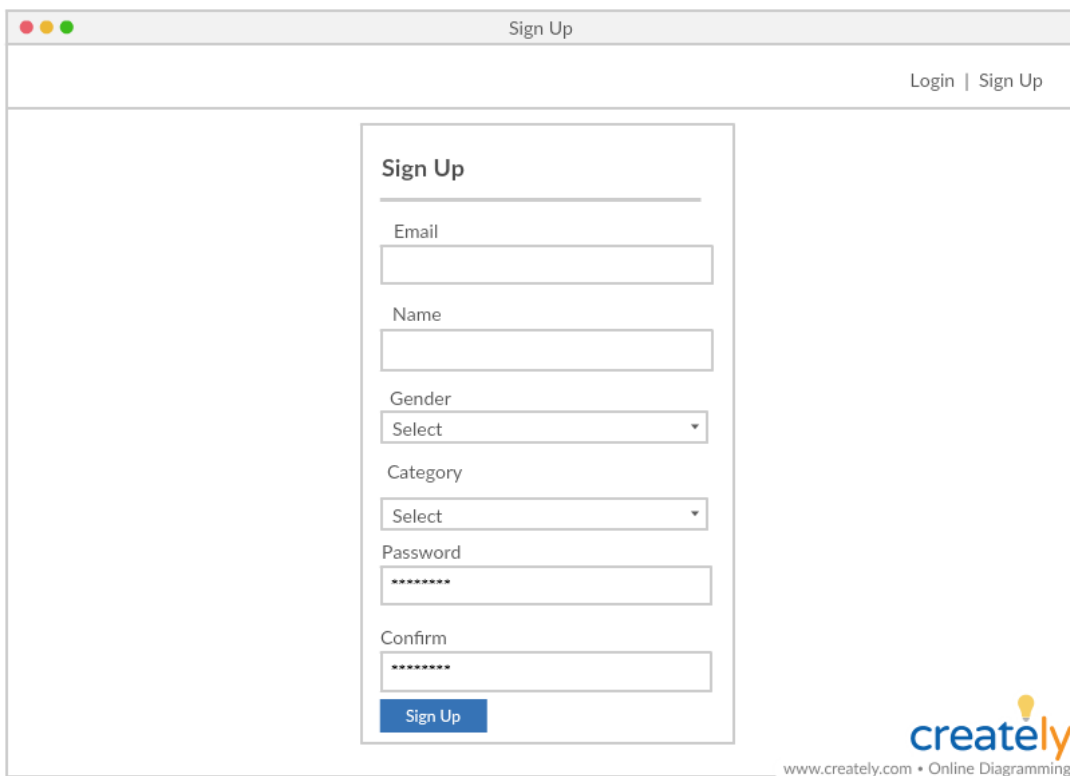 Sign Up
Login | Sign Up
Sign Up
Email
Name
Gender
Select
Category
Select
Password
********
Confirm
********
Sign Up
creately
www.creately.com • Online Diagramming